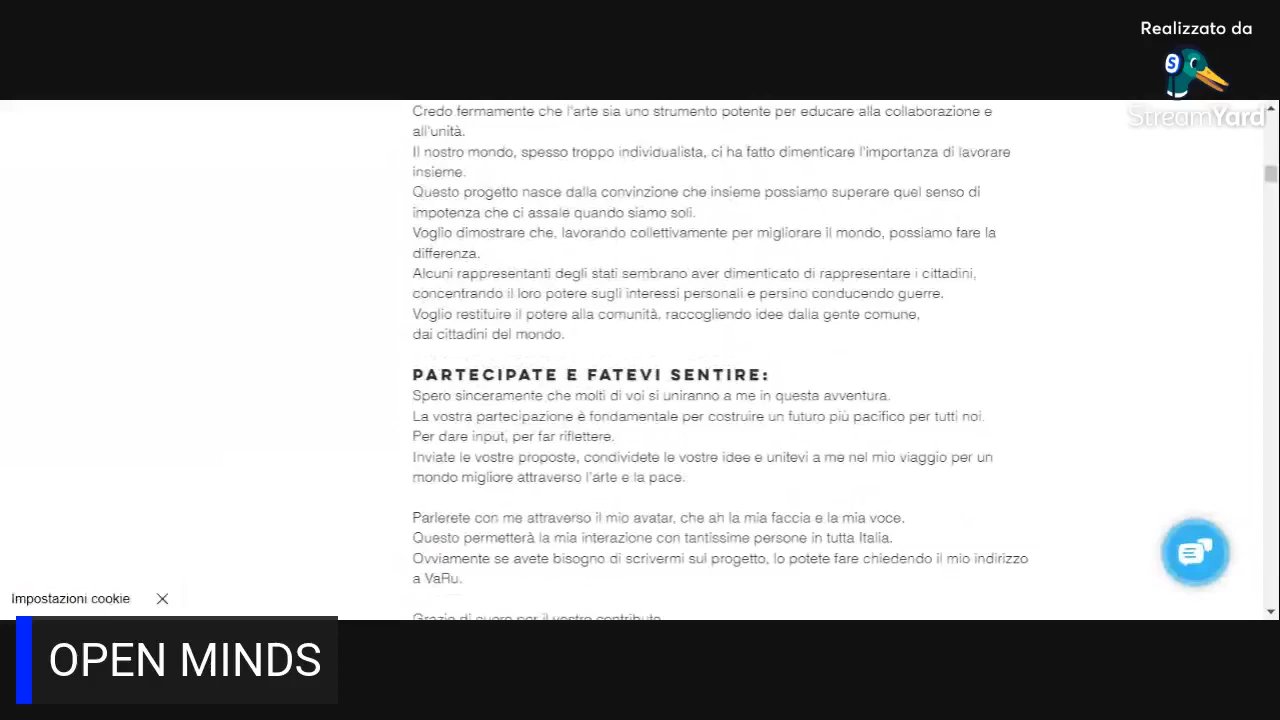 Realizzato da
StreamYard
Credo fermamente che l'arte sia uno strumento potente per educare alla collaborazione e
all'unità.
Il nostro mondo, spesso troppo individualista, ci ha fatto dimenticare l'importanza di lavorare
insieme.
Questo progetto nasce dalla convinzione che insieme possiamo superare quel senso di
impotenza che ci assale quando siamo soli.
Voglio dimostrare che, lavorando collettivamente per migliorare il mondo, possiamo fare la
differenza.
Alcuni rappresentanti degli stati sembrano aver dimenticato di rappresentare i cittadini,
concentrando il loro potere sugli interessi personali e persino conducendo guerre.
Voglio restituire il potere alla comunità, raccogliendo idee dalla gente comune,
dai cittadini del mondo.
PARTECIPATE E FATEVI SENTIRE:
Spero sinceramente che molti di voi si uniranno a me in questa avventura.
La vostra partecipazione è fondamentale per costruire un futuro più pacifico per tutti noi.
Per dare input, per far riflettere.
Inviate le vostre proposte, condividete le vostre idee e unitevi a me nel mio viaggio per un
mondo migliore attraverso l'arte e la pace.
Parlerete con me attraverso il mio avatar, che ah la mia faccia e la mia voce.
Questo permetterà la mia interazione con tantissime persone in tutta Italia.
Ovviamente se avete bisogno di scrivermi sul progetto, lo potete fare chiedendo il mio indirizzo
a VaRu.
Grazie di cuore per il vostro contributo
Impostazioni cookie
OPEN MINDS